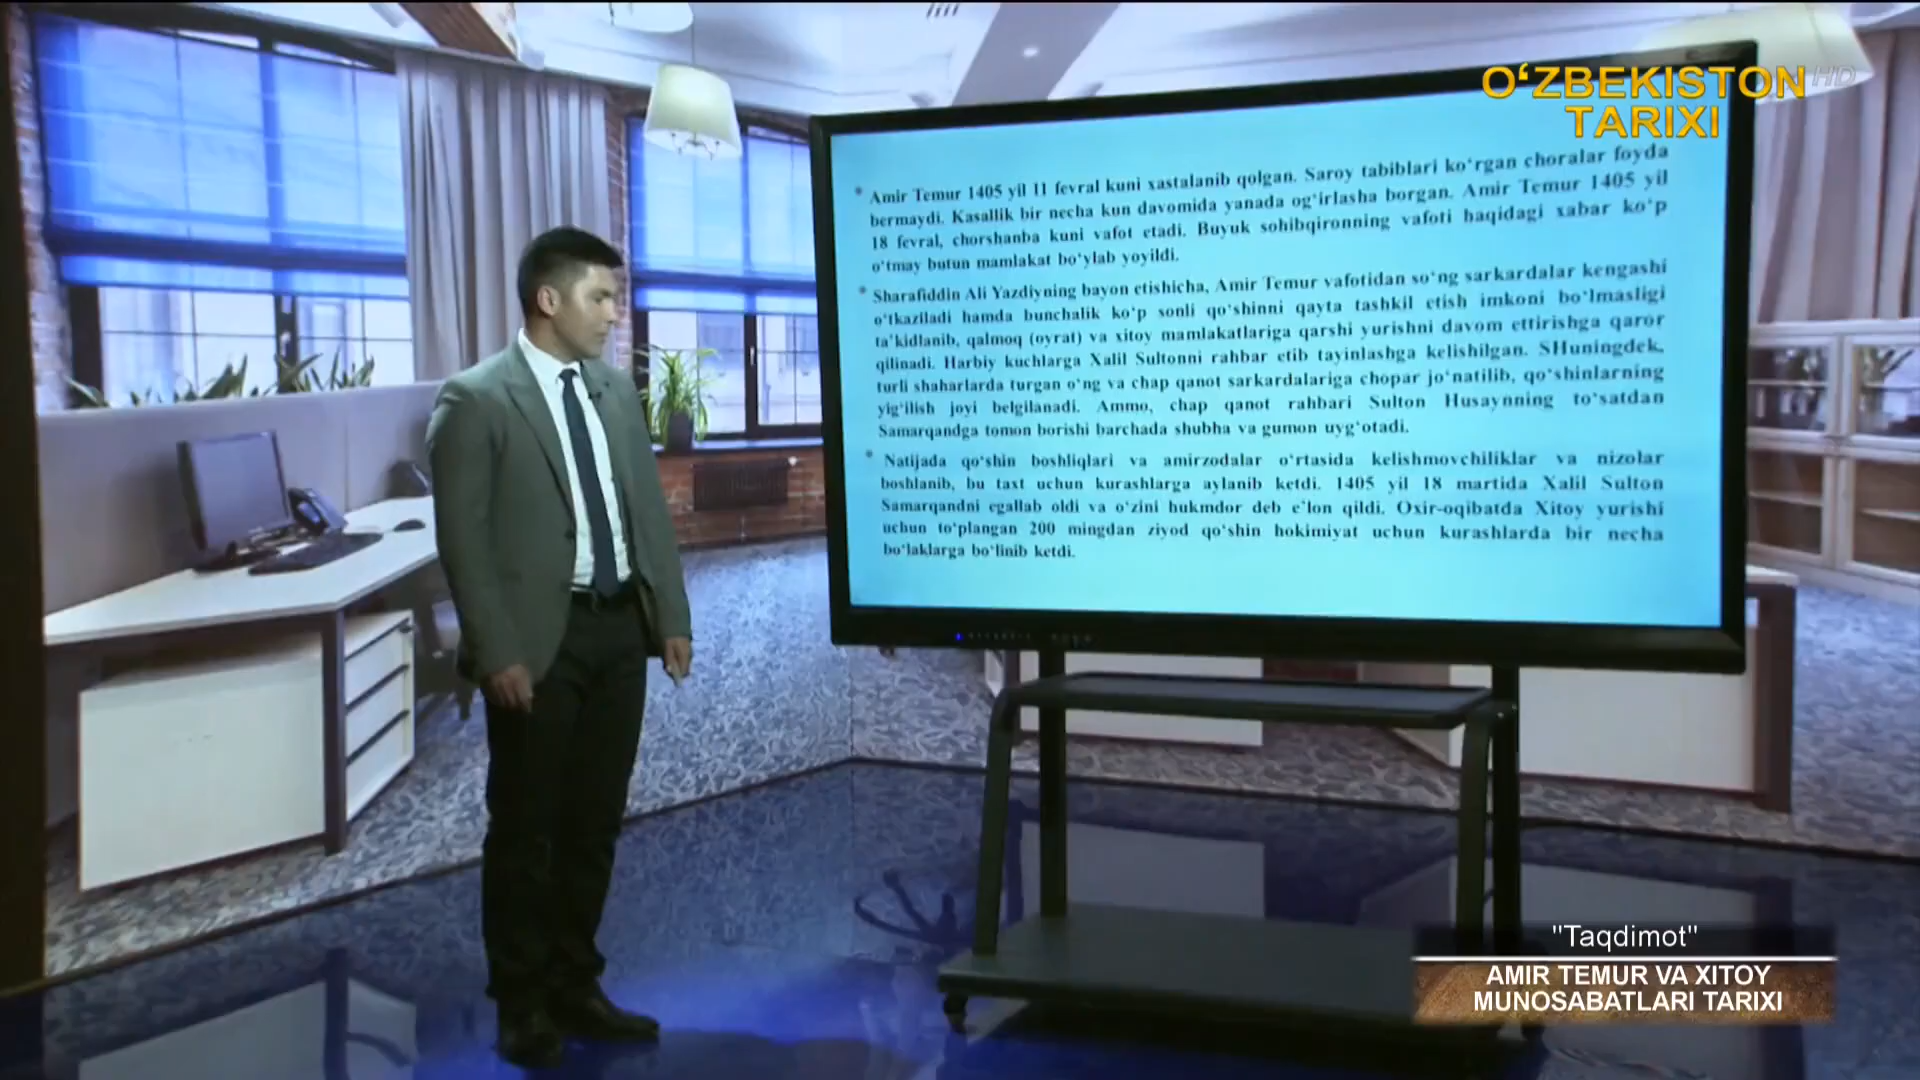 O‘ZBEKISTON HD
TARIXI
* Amir Temur 1405 yil 11 fevral kuni xastalanib qolgan. Saroy tabiblari ko‘rgan choralar foyda
bermaydi. Kasallik bir necha kun davomida yanada og‘irlasha borgan. Amir Temur 1405 yil
18 fevral, chorshanba kuni vafot etadi. Buyuk sohibqironning vafoti haqidagi xabar ko‘p
o‘tmay butun mamlakat bo‘ylab yoyildi.
* Sharafiddin Ali Yazdiyning bayon etishicha, Amir Temur vafotidan so‘ng sarkardalar kengashi
o‘tkaziladi hamda bunchalik ko‘p sonli qo‘shinni qayta tashkil etish imkoni bo‘lmasligi
ta’kidlanib, qalmoq (oyrat) va xitoy mamlakatlariga qarshi yurishni davom ettirishga qaror
qilinadi. Harbiy kuchlarga Xalil Sultonni rahbar etib tayinlashga kelishilgan. SHuningdek,
turli shaharlarda turgan o‘ng va chap qanot sarkardalariga chopar jo‘natilib, qo‘shinlarning
yig‘ilish joyi belgilanadi. Ammo, chap qanot rahbari Sulton Husaynning to‘satdan
Samarqandga tomon borishi barchada shubha va gumon uyg‘otadi.
* Natijada qo‘shin boshliqlari va amirzodalar o‘rtasida kelishmovchiliklar va nizolar
boshlanib, bu taxt uchun kurashlarga aylanib ketdi. 1405 yil 18 martida Xalil Sulton
Samarqandni egallab oldi va o‘zini hukmdor deb e’lon qildi. Oxir-oqibatda Xitoy yurishi
uchun to‘plangan 200 mingdan ziyod qo‘shin hokimiyat uchun kurashlarda bir necha
bo‘laklarga bo‘linib ketdi.
"Taqdimot"
AMIR TEMUR VA XITOY
MUNOSABATLARI TARIXI